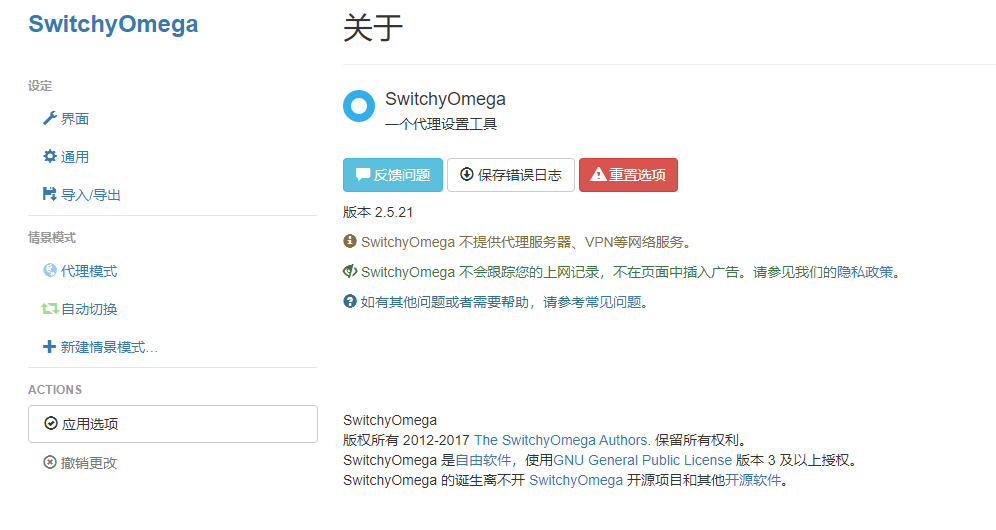 SwitchyOmega
设定
界面
通用
导入/导出
情景模式
代理模式
自动切换
新建情景模式…
ACTIONS
应用选项
撤销更改
关于
SwitchyOmega
一个代理设置工具
反馈问题 保存错误日志 重置选项
版本 2.5.21
SwitchyOmega 不提供代理服务器、VPN等网络服务。
SwitchyOmega 不会跟踪您的上网记录，不在页面中插入广告。请参见我们的隐私政策。
如有其他问题或者需要帮助，请参考常见问题。
SwitchyOmega
版权所有 2012-2017 The SwitchyOmega Authors. 保留所有权利。
SwitchyOmega 是自由软件，使用GNU General Public License 版本 3 及以上授权。
SwitchyOmega 的诞生离不开 SwitchyOmega 开源项目和其他开源软件。